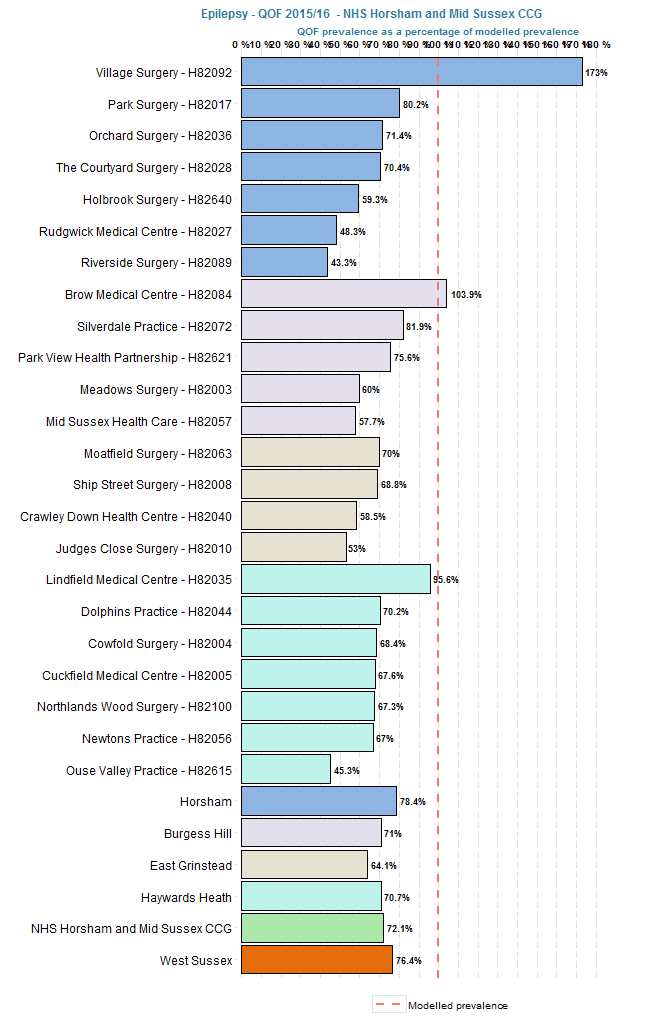 Epilepsy - QOF 2015/16 - NHS Horsham and Mid Sussex CCG
QOF prevalence as a percentage of modelled prevalence
0 % 10 % 20 % 30 % 40 % 50 % 60 % 70 % 80 % 90 % 100 % 110 % 120 % 130 % 140 % 150 % 160 % 170 % 180 %
Village Surgery - H82092 173%
Park Surgery - H82017 80.2%
Orchard Surgery - H82036 71.4%
The Courtyard Surgery - H82028 70.4%
Holbrook Surgery - H82640 59.3%
Rudgwick Medical Centre - H82027 48.3%
Riverside Surgery - H82089 43.3%
Brow Medical Centre - H82084 103.9%
Silverdale Practice - H82072 81.9%
Park View Health Partnership - H82621 75.6%
Meadows Surgery - H82003 60%
Mid Sussex Health Care - H82057 57.7%
Moatfield Surgery - H82063 70%
Ship Street Surgery - H82008 68.8%
Crawley Down Health Centre - H82040 58.5%
Judges Close Surgery - H82010 53%
Lindfield Medical Centre - H82035 95.6%
Dolphins Practice - H82044 70.2%
Cowfold Surgery - H82004 68.4%
Cuckfield Medical Centre - H82005 67.6%
Northlands Wood Surgery - H82100 67.3%
Newtons Practice - H82056 67%
Ouse Valley Practice - H82615 45.3%
Horsham 78.4%
Burgess Hill 71%
East Grinstead 64.1%
Haywards Heath 70.7%
NHS Horsham and Mid Sussex CCG 72.1%
West Sussex 76.4%
Modelled prevalence